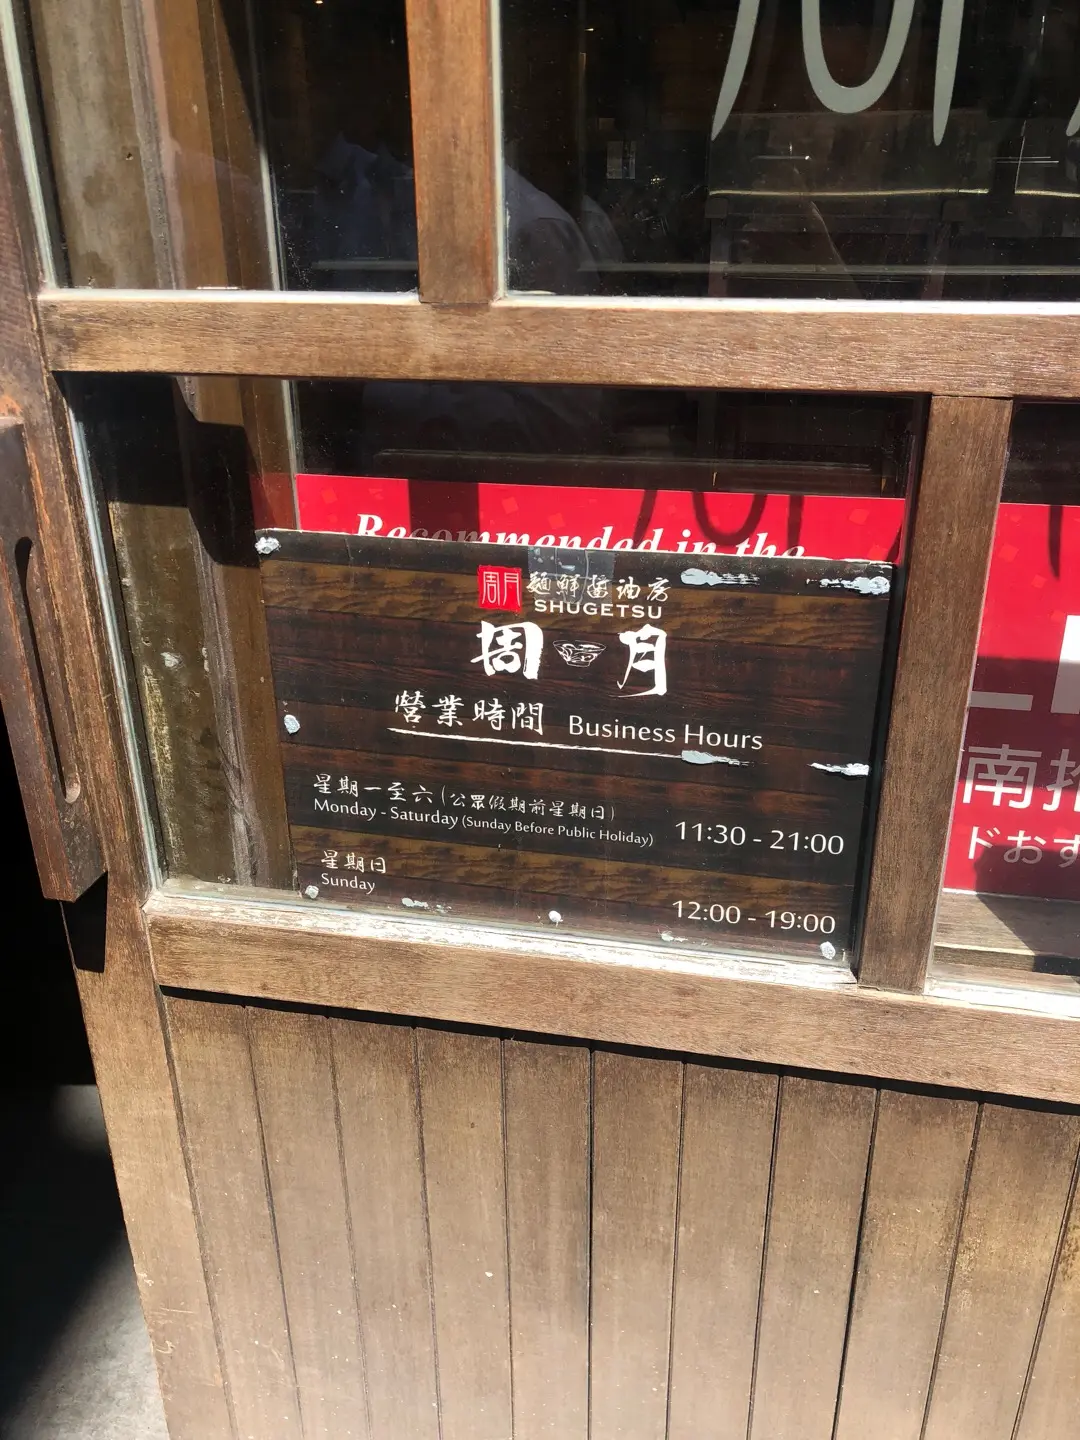 Recommended in the
周月 麺鮮醤油房
SHUGETSU
周月
營業時間 Business Hours
星期一至六(公眾假期前星期日)
Monday - Saturday (Sunday Before Public Holiday) 11:30 - 21:00
星期日
Sunday
12:00 - 19:00
南推
ドおす